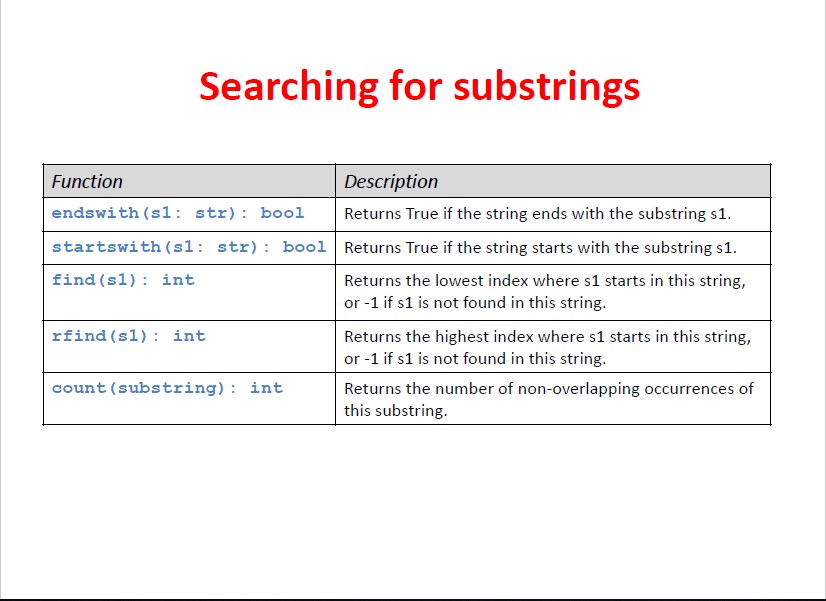 Searching for substrings
Function Description
endswith(s1: str): bool Returns True if the string ends with the substring s1.
startswith(s1: str): bool Returns True if the string starts with the substring s1.
find(s1): int Returns the lowest index where s1 starts in this string,
or -1 if s1 is not found in this string.
rfind(s1): int Returns the highest index where s1 starts in this string,
or -1 if s1 is not found in this string.
count(substring): int Returns the number of non-overlapping occurrences of
this substring.